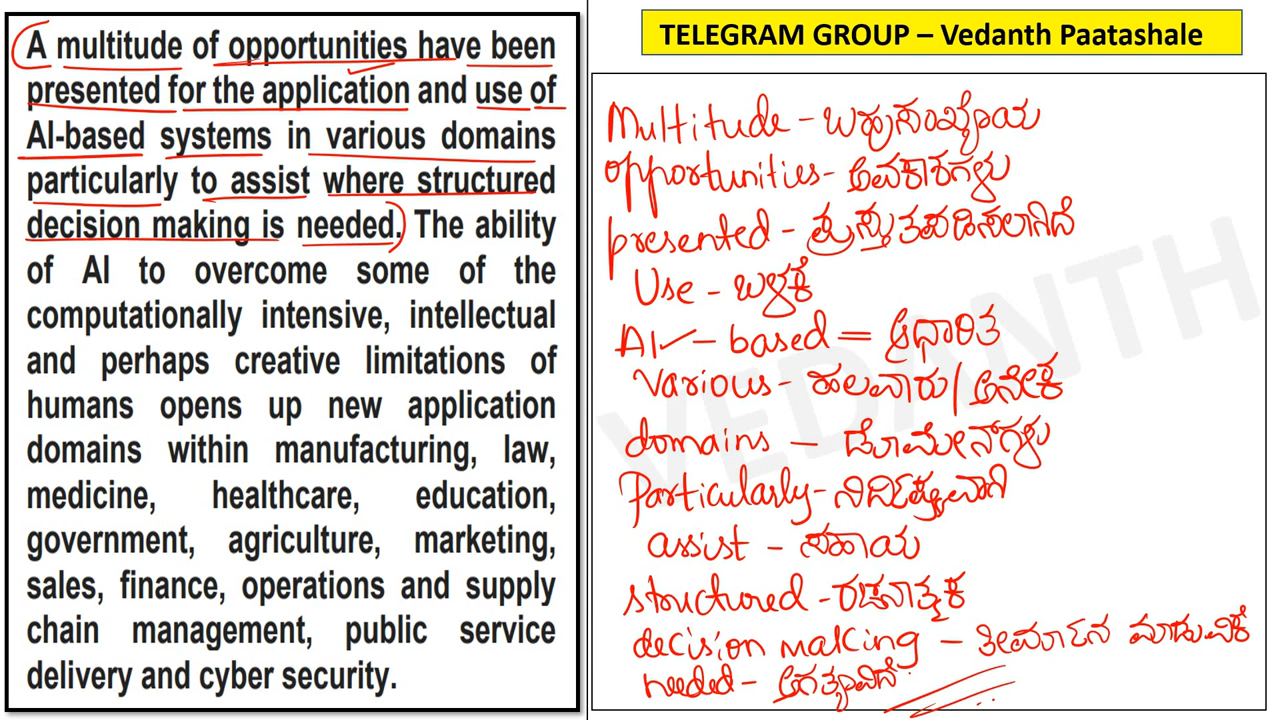 A multitude of opportunities have been
presented for the application and use of
AI-based systems in various domains
particularly to assist where structured
decision making is needed. The ability
of AI to overcome some of the
computationally intensive, intellectual
and perhaps creative limitations of
humans opens up new application
domains within manufacturing, law,
medicine, healthcare, education,
government, agriculture, marketing,
sales, finance, operations and supply
chain management, public service
delivery and cyber security.
TELEGRAM GROUP – Vedanth Paatashale
Multitude - ಬಹುಸಂಖ್ಯೆಯ
opportunities - ಅವಕಾಶಗಳು
presented - ಪ್ರಸ್ತುತಪಡಿಸಲಾಗಿದೆ
Use - ಬಳಕೆ
AI - based = ಆಧಾರಿತ
Various - ಹಲವಾರು / ಅನೇಕ
domains - ಡೊಮೇನ್‌ಗಳು
Particularly - ನಿರ್ದಿಷ್ಟವಾಗಿ
assist - ಸಹಾಯ
structured - ರಚನಾತ್ಮಕ
decision making - ತೀರ್ಮಾನ ಮಾಡುವಿಕೆ
needed - ಅಗತ್ಯವಿದೆ
VEDANTH